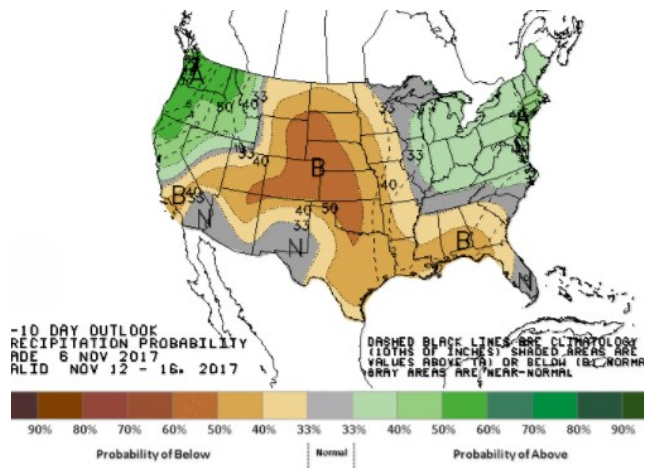 A
50
40
33
33
40
B
33
33
40
A
B
40
33
N
40
33
50
N
B
N
-10 DAY OUTLOOK
RECIPITATION PROBABILITY
ADE 6 NOV 2017
ALID NOV 12 - 16, 2017
DASHED BLACK LINES ARE CLIMATOLOGY
(10THS OF INCHES) SHADED AREAS ARE
VALUES ABOVE (A) OR BELOW (B) NORMA
GRAY AREAS ARE NEAR-NORMAL
90% 80% 70% 60% 50% 40% 33% 33% 40% 50% 60% 70% 80% 90%
Probability of Below Normal Probability of Above